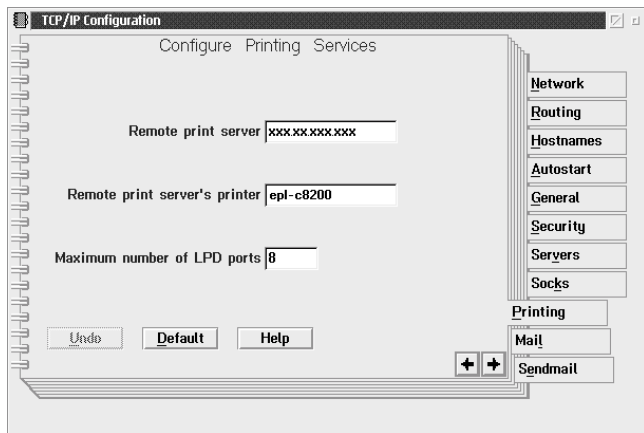 TCP/IP Configuration
Configure Printing Services
Remote print server xxx.xx.xxx.xxx
Remote print server's printer epl-c8200
Maximum number of LPD ports 8
Undo Default Help
Network
Routing
Hostnames
Autostart
General
Security
Servers
Socks
Printing
Mail
Sendmail